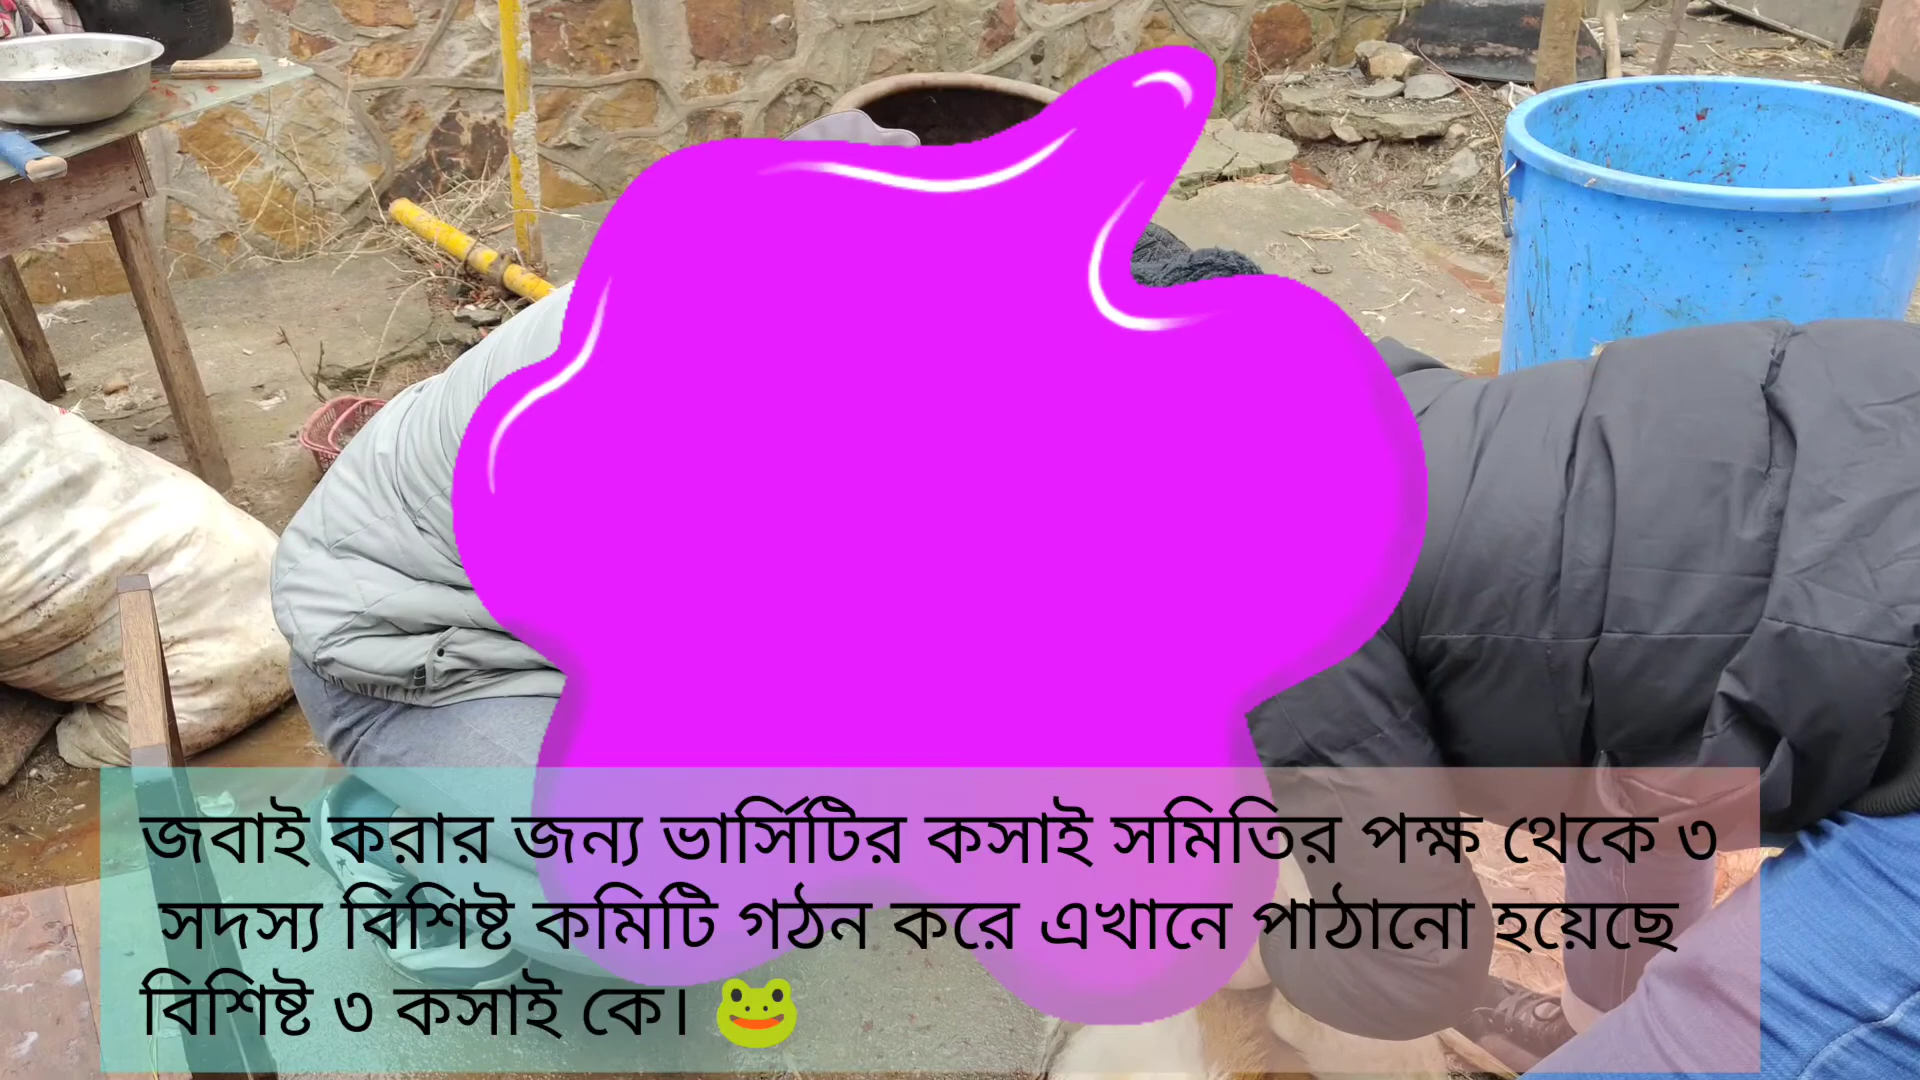 জবাই করার জন্য ভার্সিটির কসাই সমিতির পক্ষ থেকে ৩
সদস্য বিশিষ্ট কমিটি গঠন করে এখানে পাঠানো হয়েছে
বিশিষ্ট ৩ কসাই কে। 🐸